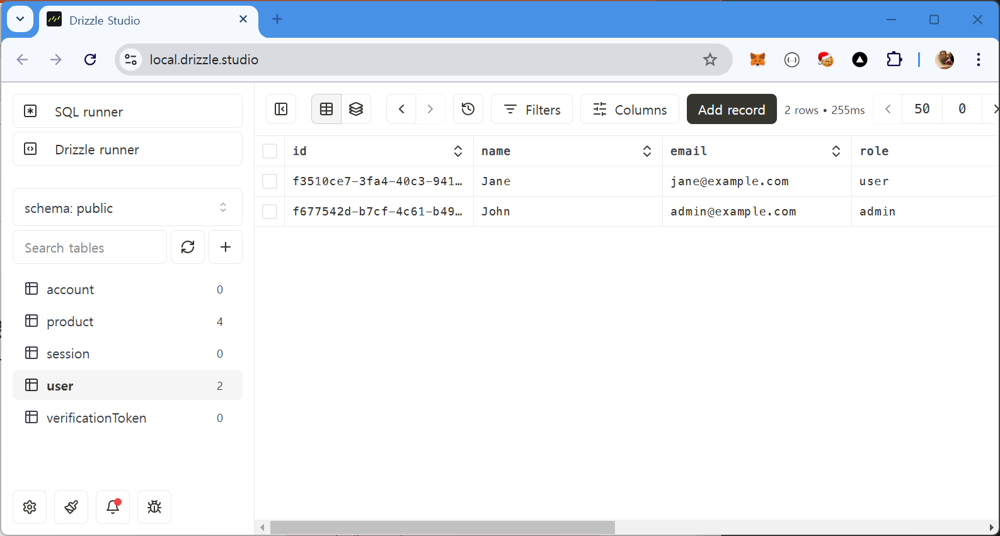 Drizzle Studio
local.drizzle.studio
SQL runner
Drizzle runner
schema: public
Search tables
account 0
product 4
session 0
user 2
verificationToken 0
Filters
Columns
Add record
2 rows • 255ms
50
0
id name email role
f3510ce7-3fa4-40c3-941… Jane jane@example.com user
f677542d-b7cf-4c61-b49… John admin@example.com admin